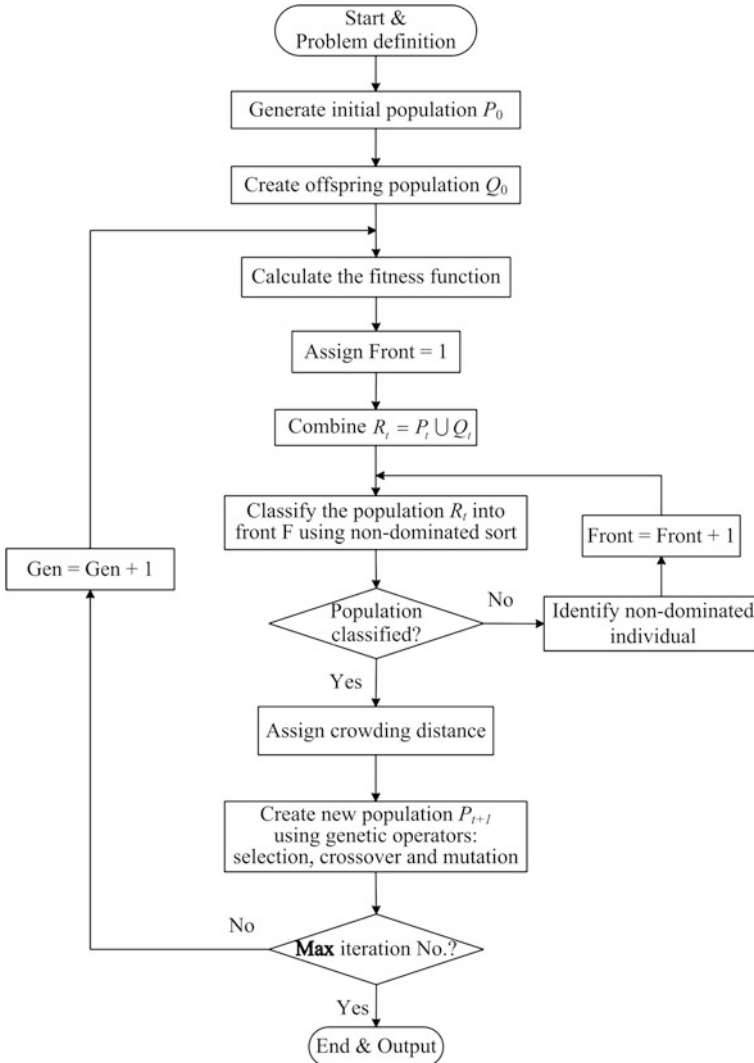 Start &
Problem definition
Generate initial population P₀
Create offspring population Q₀
Calculate the fitness function
Assign Front = 1
Combine Rₜ = Pₜ ⋃ Qₜ
Classify the population Rₜ into
front F using non-dominated sort
Front = Front + 1
Gen = Gen + 1
Population
classified?
No
Identify non-dominated
individual
Yes
Assign crowding distance
Create new population Pₜ₊₁
using genetic operators:
selection, crossover and mutation
No
Max iteration No.?
Yes
End & Output